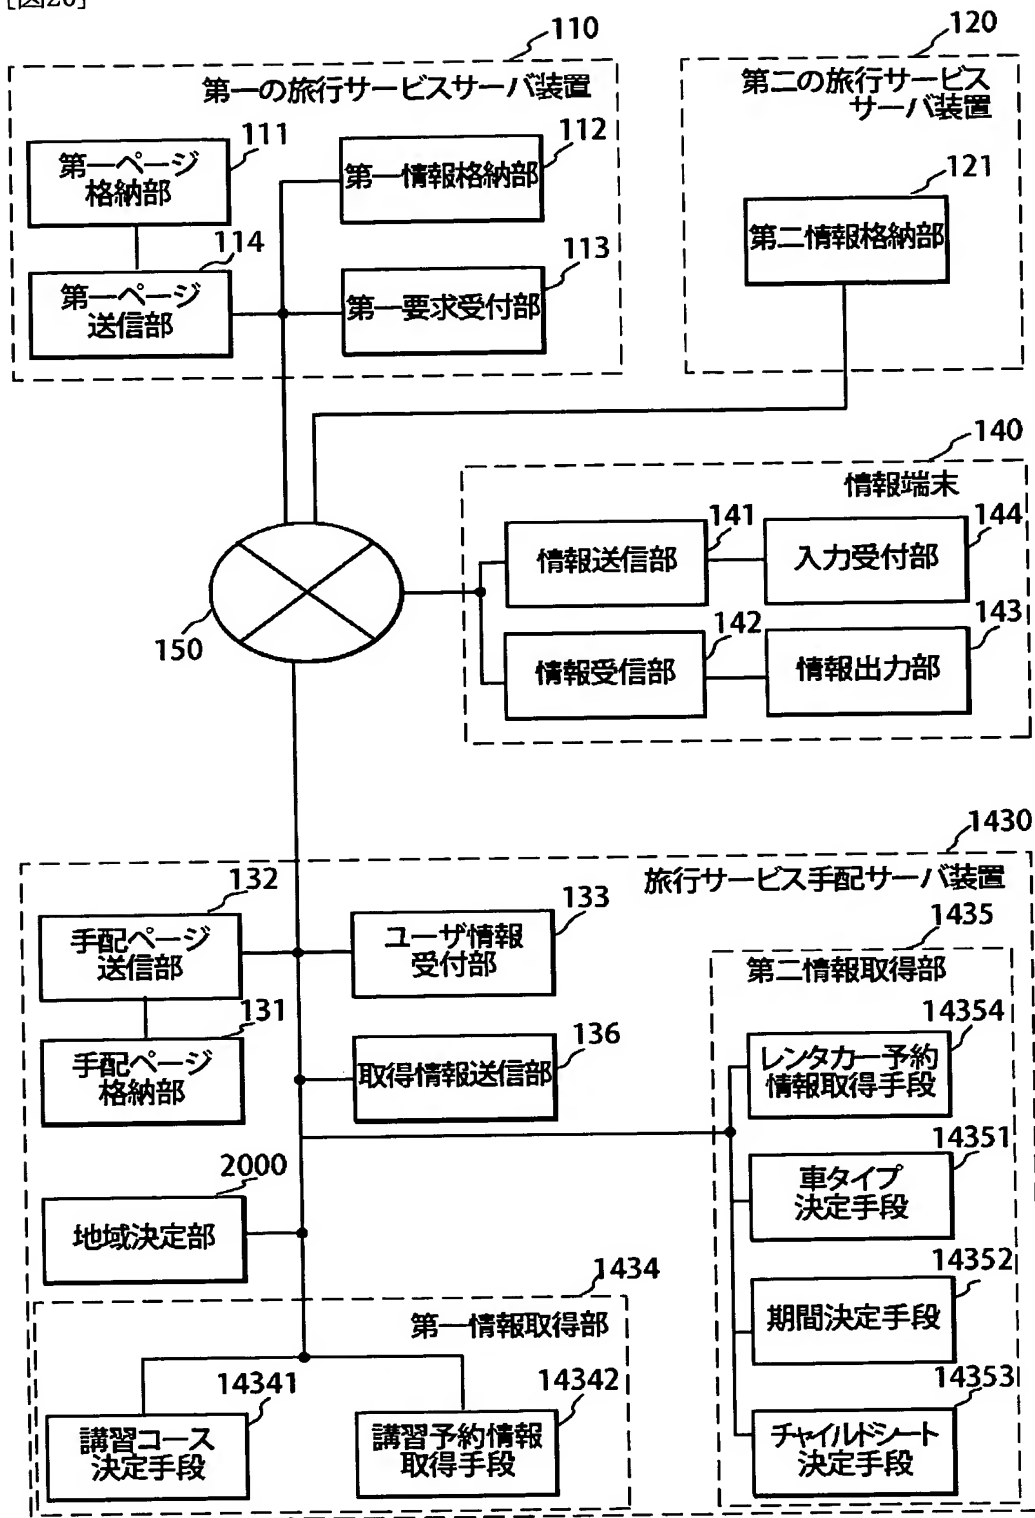 [図20]
110
第一の旅行サービスサーバ装置
111
第一ページ
格納部
112
第一情報格納部
114
第一ページ
送信部
113
第一要求受付部
120
第二の旅行サービス
サーバ装置
121
第二情報格納部
140
情報端末
141
情報送信部
144
入力受付部
142
情報受信部
143
情報出力部
150
1430
旅行サービス手配サーバ装置
132
手配ページ
送信部
133
ユーザ情報
受付部
131
手配ページ
格納部
136
取得情報送信部
2000
地域決定部
1435
第二情報取得部
14354
レンタカー予約
情報取得手段
14351
車タイプ
決定手段
14352
期間決定手段
14353
チャイルドシート
決定手段
1434
第一情報取得部
14341
講習コース
決定手段
14342
講習予約情報
取得手段